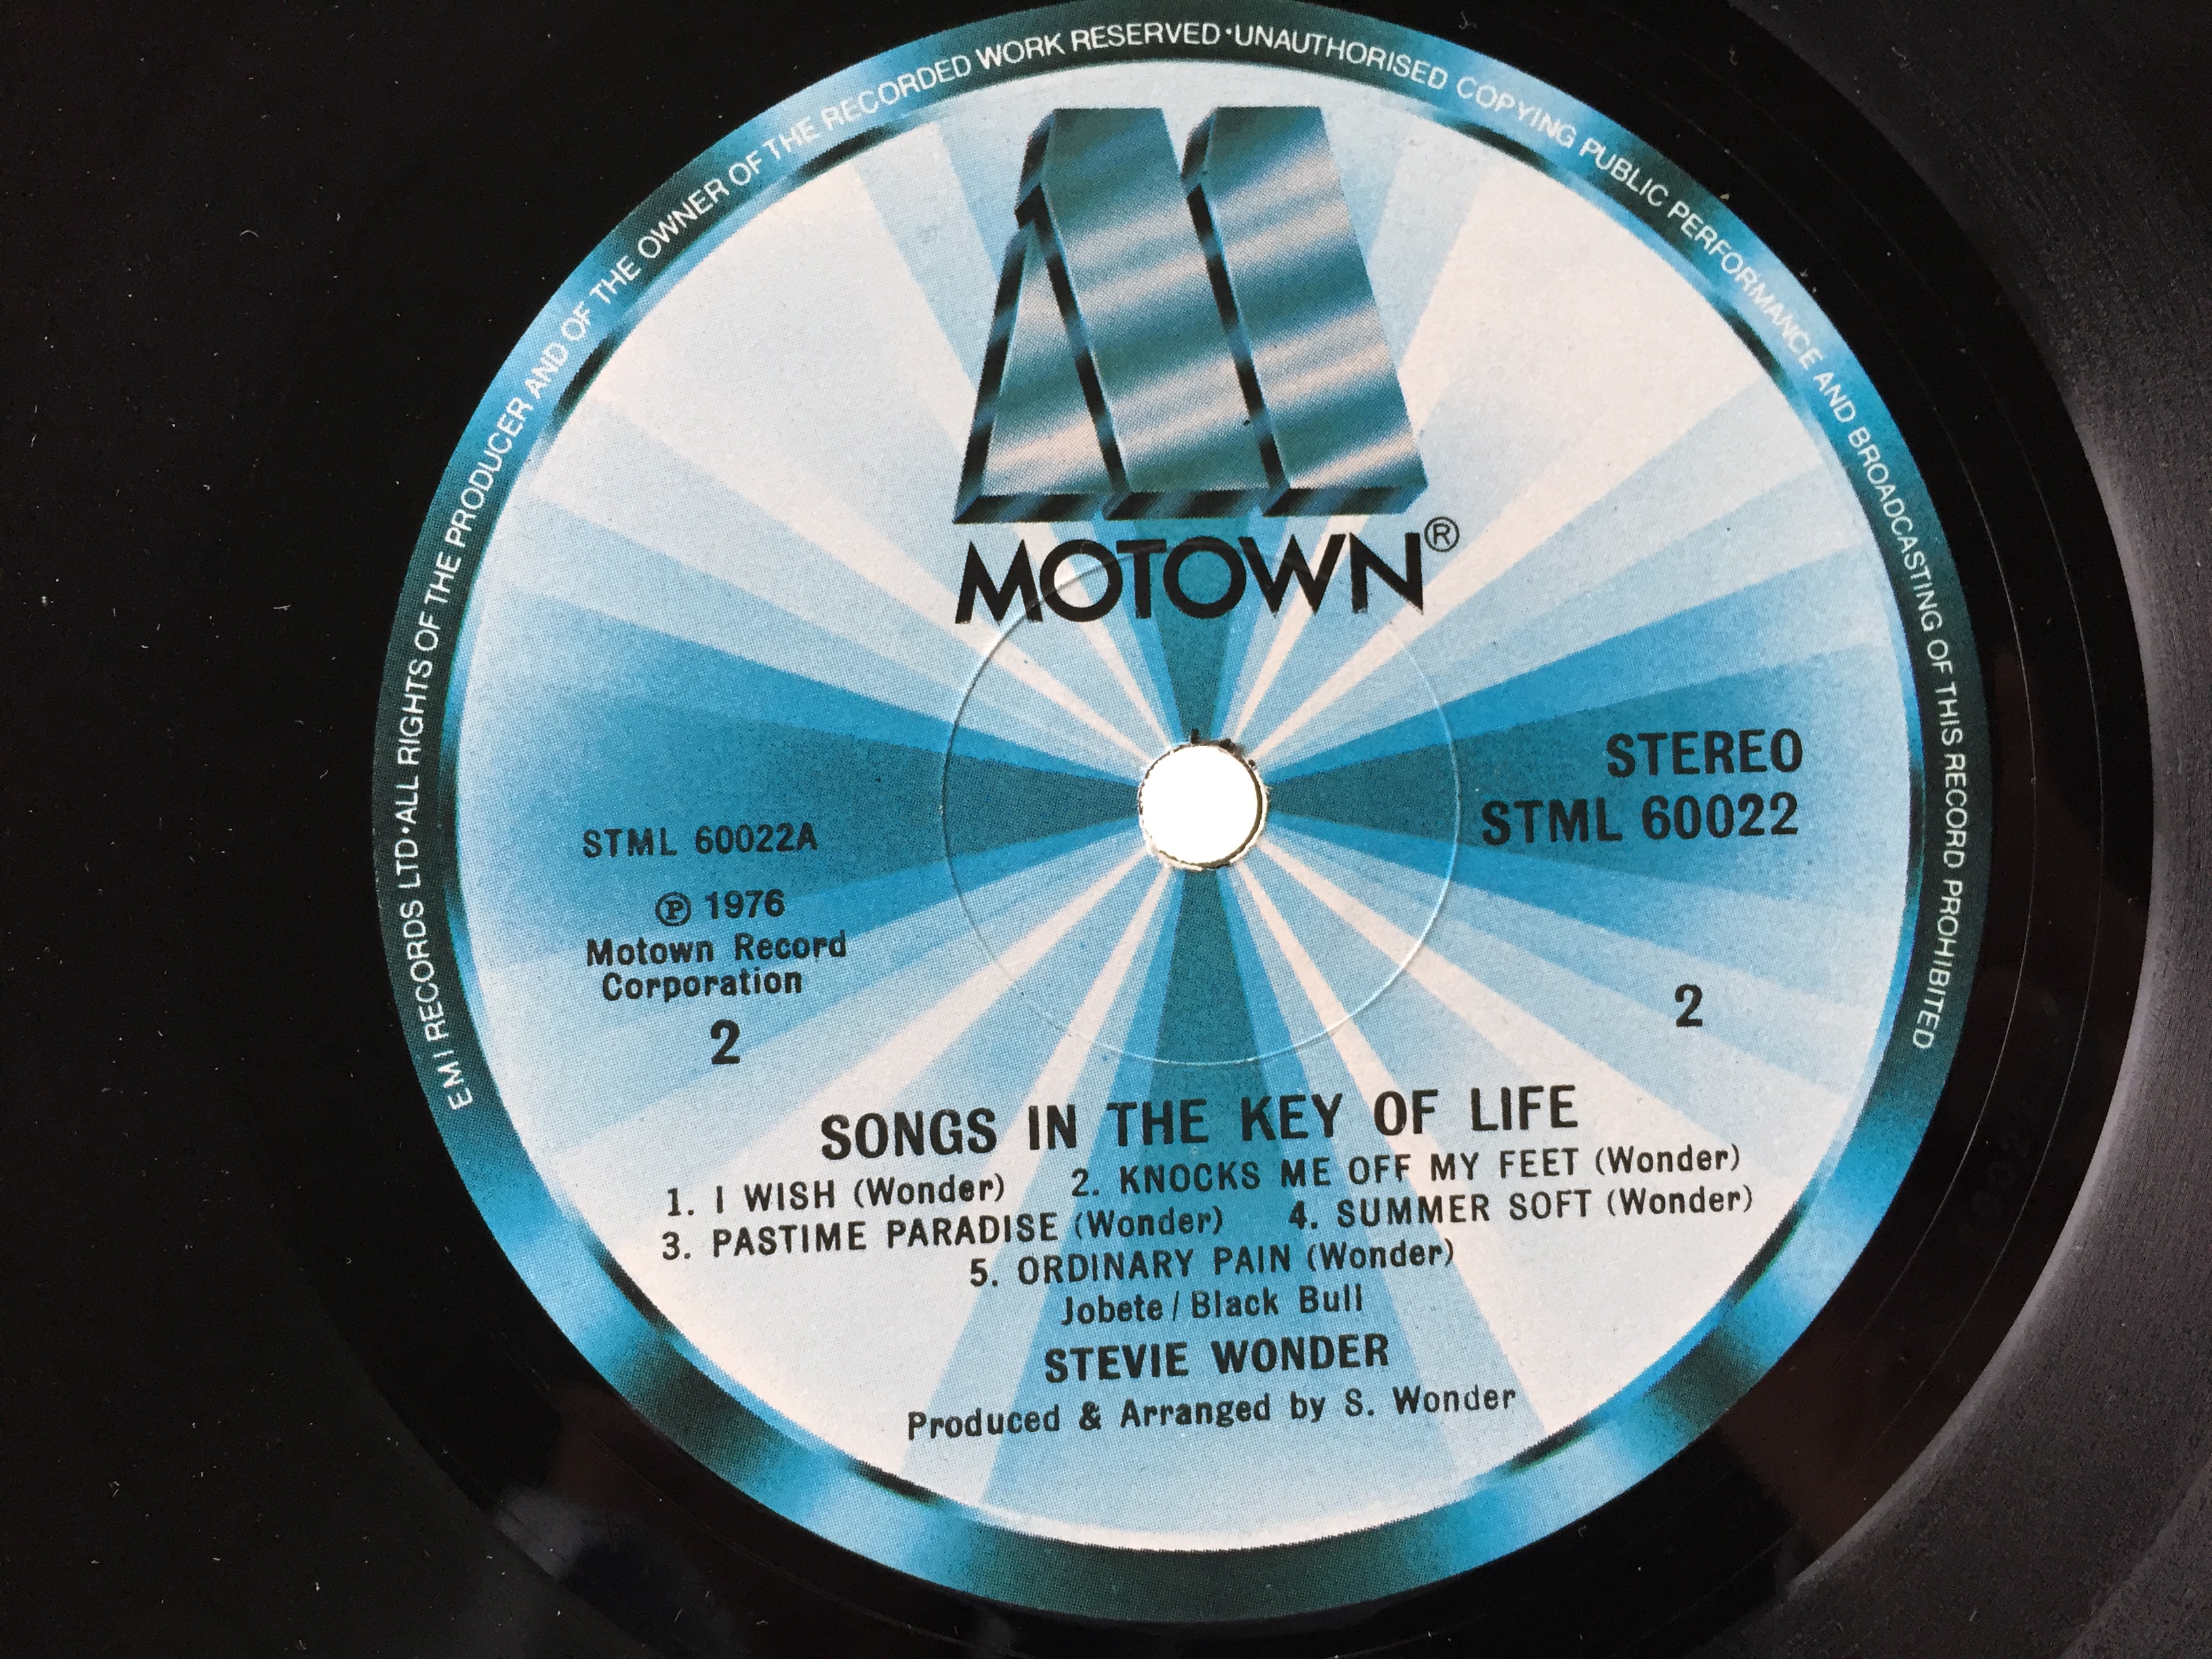 EMI RECORDS LTD·ALL RIGHTS OF THE PRODUCER AND OF THE OWNER OF THE RECORDED WORK RESERVED·UNAUTHORISED COPYING PUBLIC PERFORMANCE AND BROADCASTING OF THIS RECORD PROHIBITED
MOTOWN®
STEREO
STML 60022
STML 60022A
℗ 1976
Motown Record
Corporation
2
2
SONGS IN THE KEY OF LIFE
1. I WISH (Wonder) 2. KNOCKS ME OFF MY FEET (Wonder)
3. PASTIME PARADISE (Wonder) 4. SUMMER SOFT (Wonder)
5. ORDINARY PAIN (Wonder)
Jobete / Black Bull
STEVIE WONDER
Produced & Arranged by S. Wonder